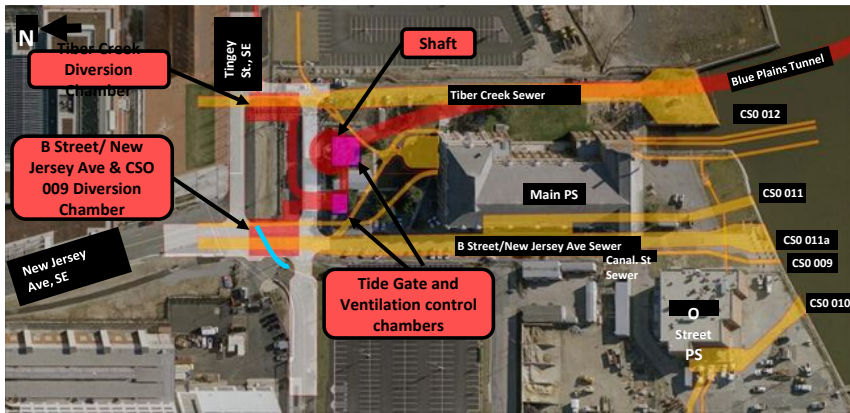 N
Tiber Creek
Diversion
Chamber
Tingey
St., SE
Shaft
Blue Plains Tunnel
Tiber Creek Sewer
CS0 012
B Street/ New
Jersey Ave & CSO
009 Diversion
Chamber
Main PS
CS0 011
B Street/New Jersey Ave Sewer
CS0 011a
Canal. St
Sewer
CS0 009
New Jersey
Ave, SE
Tide Gate and
Ventilation control
chambers
CS0 010
O
Street
PS